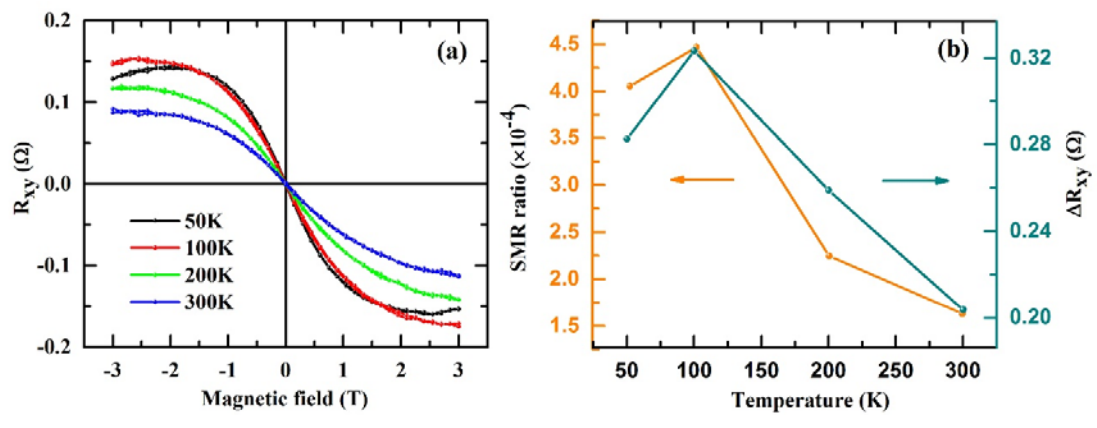 (a)
R_xy (Ω)
0.2
0.1
0.0
-0.1
-0.2
50K
100K
200K
300K
-3 -2 -1 0 1 2 3
Magnetic field (T)
(b)
SMR ratio (×10⁻⁴)
4.5
4.0
3.5
3.0
2.5
2.0
1.5
0.32
0.28
0.24
0.20
ΔR_xy (Ω)
50 100 150 200 250 300
Temperature (K)